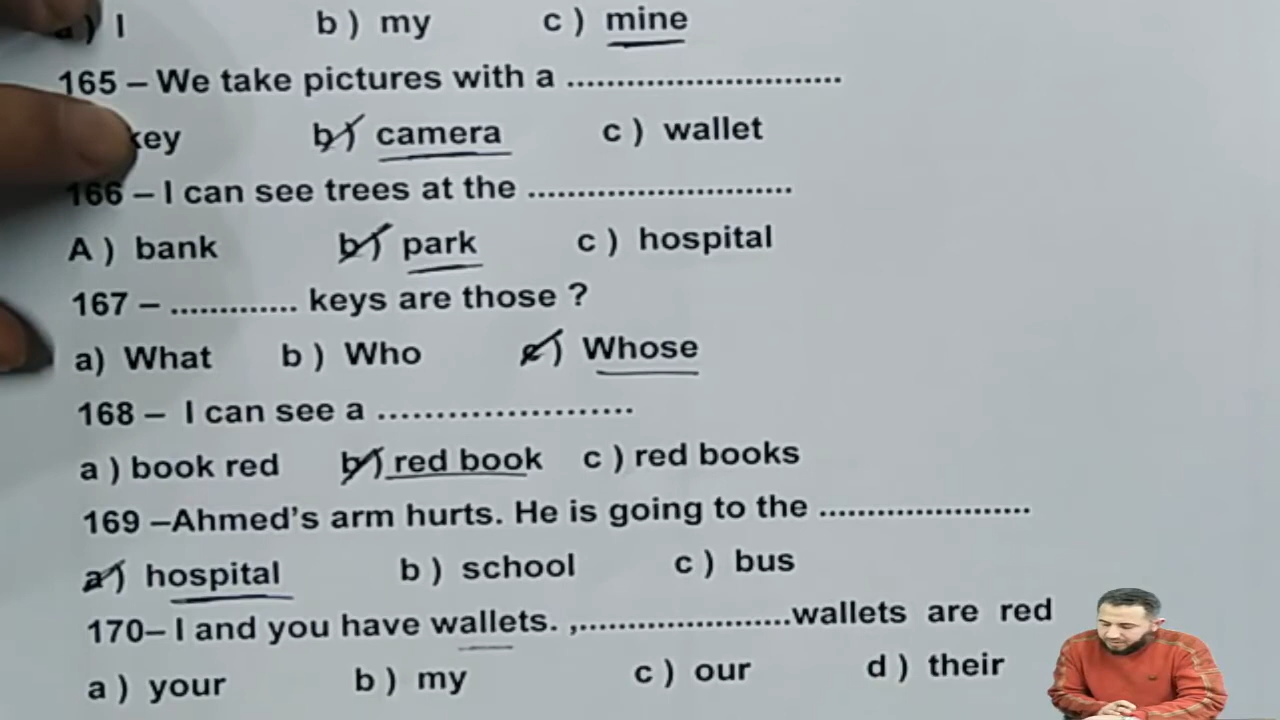 a ) I b ) my c ) mine
165 – We take pictures with a ............................
key b ) camera c ) wallet
166 – I can see trees at the ...........................
A ) bank b ) park c ) hospital
167 – ............. keys are those ?
a) What b ) Who c ) Whose
168 – I can see a ......................
a ) book red b ) red book c ) red books
169 –Ahmed's arm hurts. He is going to the .....................
a ) hospital b ) school c ) bus
170– I and you have wallets. ,.....................wallets are red
a ) your b ) my c ) our d ) their